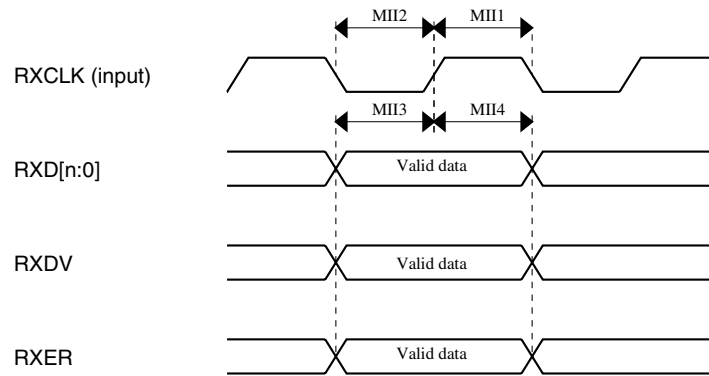 MII2 MII1
RXCLK (input)
MII3 MII4
RXD[n:0] Valid data
RXDV Valid data
RXER Valid data